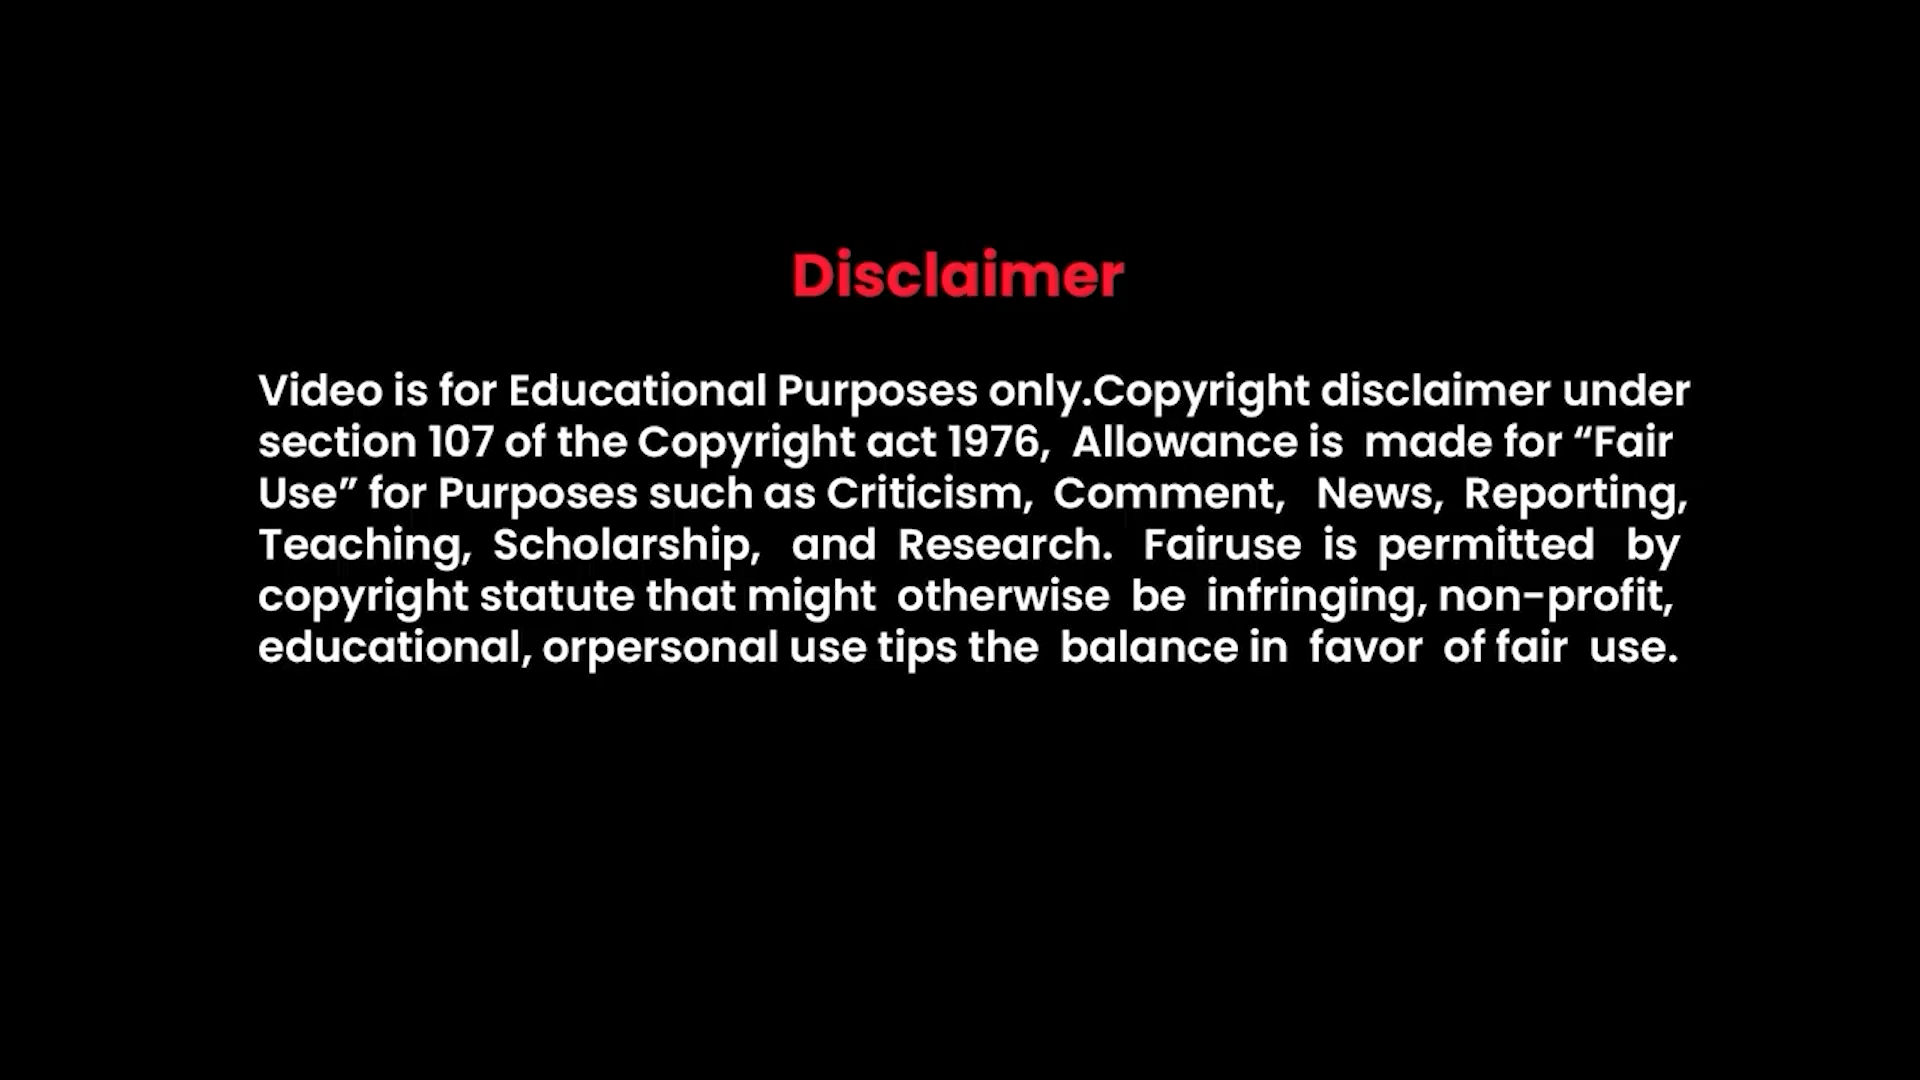 Disclaimer
Video is for Educational Purposes only.Copyright disclaimer under
section 107 of the Copyright act 1976, Allowance is made for “Fair
Use” for Purposes such as Criticism, Comment, News, Reporting,
Teaching, Scholarship, and Research. Fairuse is permitted by
copyright statute that might otherwise be infringing, non-profit,
educational, orpersonal use tips the balance in favor of fair use.